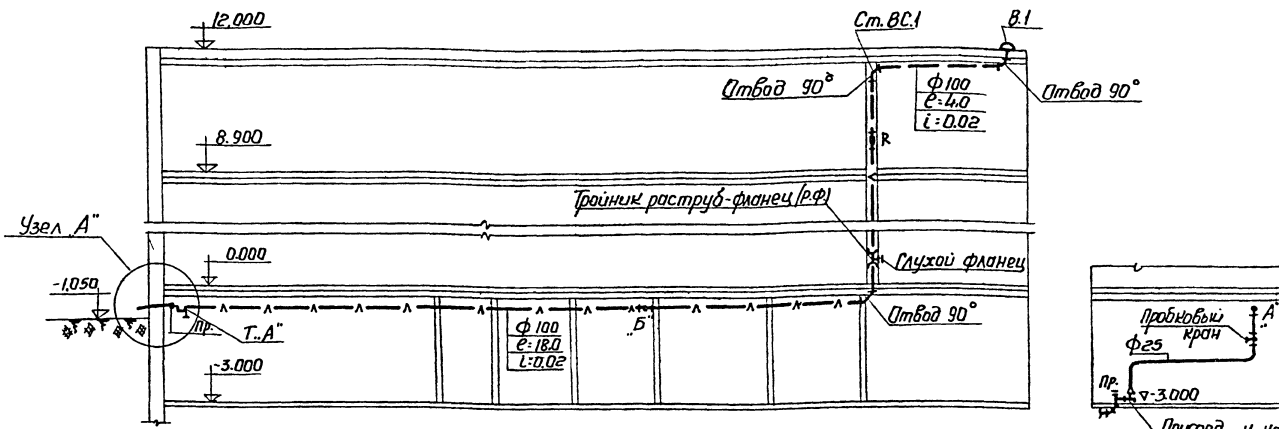 12.000
Ст. ВС.1
В.1
Отвод 90°
ф100
ℓ=4.0
i=0.02
Отвод 90°
8.900
R
Тройник раструб-фланец (р.ф)
Узел „А"
0.000
Глухой фланец
-1.050
Пр.
Т.„А"
ф100
ℓ=18.0
i=0.02
„Б"
Отвод 90°
-3.000
„А"
Пробковый
кран
ф25
Пр.
-3.000